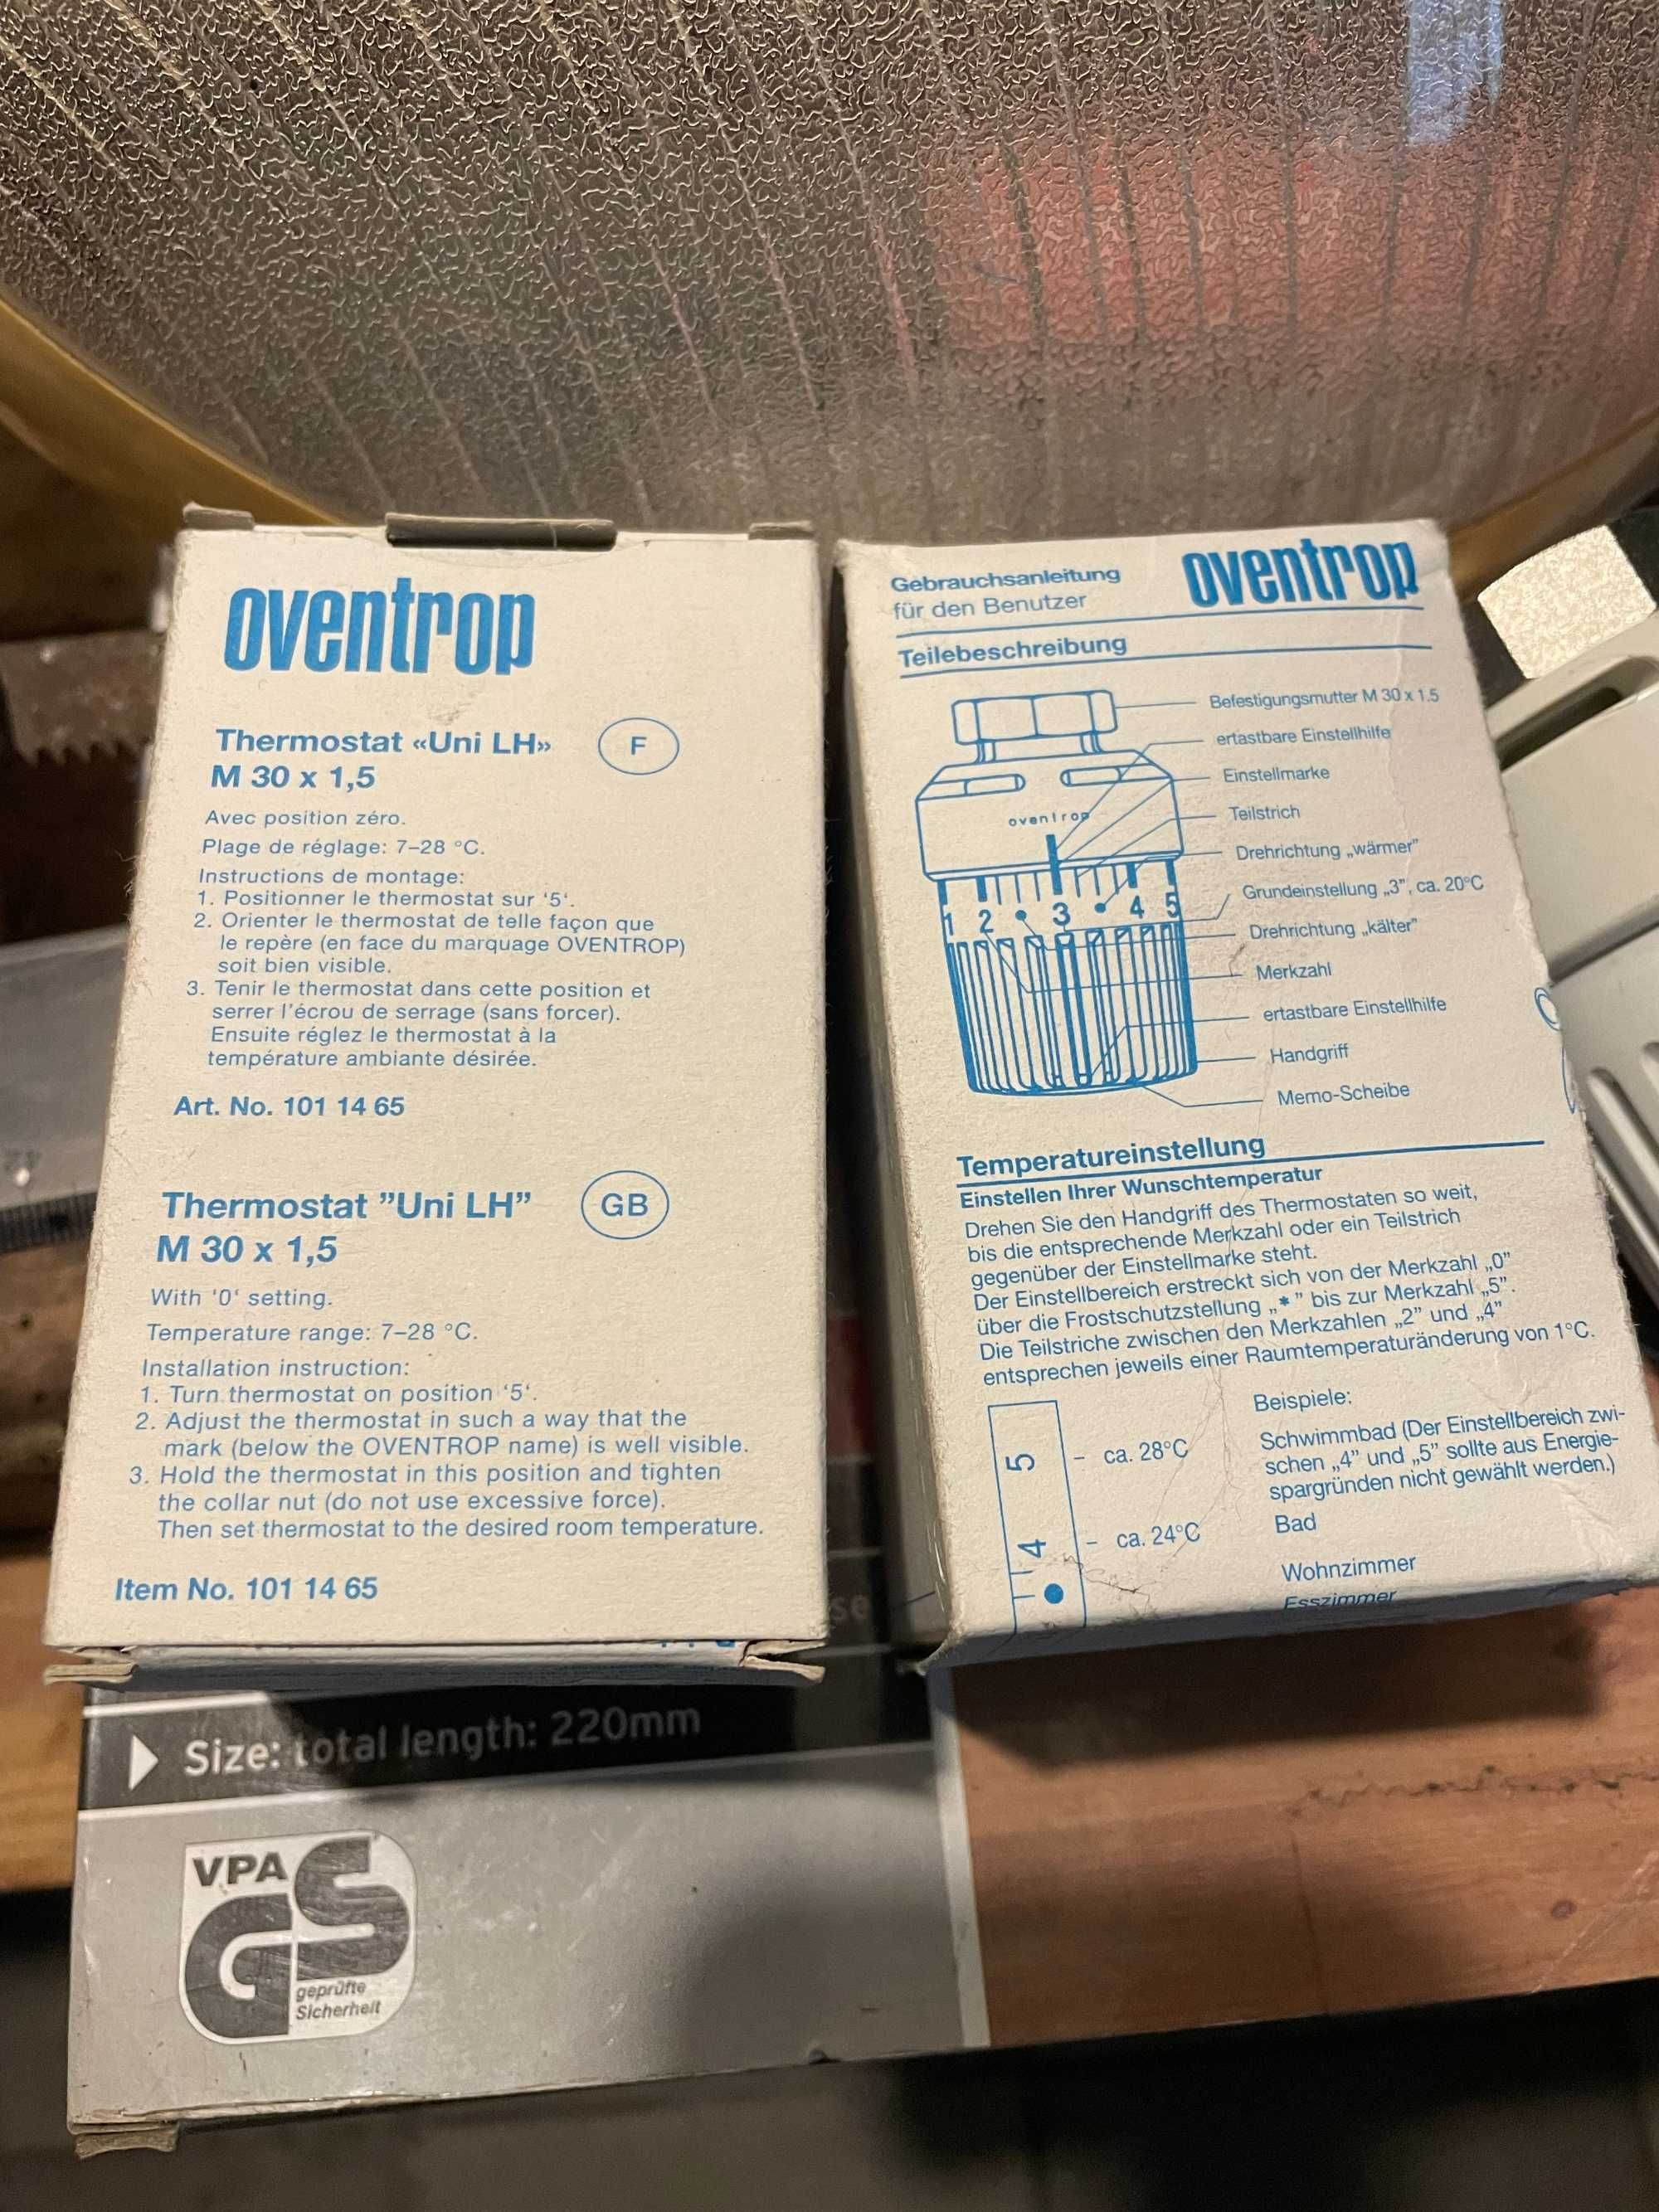 oventrop
Thermostat «Uni LH»
F
M 30 x 1,5
Avec position zéro.
Plage de réglage: 7–28 °C.
Instructions de montage:
1. Positionner le thermostat sur '5'.
2. Orienter le thermostat de telle façon que
le repère (en face du marquage OVENTROP)
soit bien visible.
3. Tenir le thermostat dans cette position et
serrer l'écrou de serrage (sans forcer).
Ensuite réglez le thermostat à la
température ambiante désirée.
Art. No. 101 14 65
Thermostat ”Uni LH”
GB
M 30 x 1,5
With '0' setting.
Temperature range: 7–28 °C.
Installation instruction:
1. Turn thermostat on position '5'.
2. Adjust the thermostat in such a way that the
mark (below the OVENTROP name) is well visible.
3. Hold the thermostat in this position and tighten
the collar nut (do not use excessive force).
Then set thermostat to the desired room temperature.
Item No. 101 14 65
Gebrauchsanleitung
für den Benutzer
oventrop
Teilebeschreibung
Befestigungsmutter M 30 x 1.5
ertastbare Einstellhilfe
Einstellmarke
Teilstrich
oventrop
Drehrichtung „wärmer”
Grundeinstellung „3”, ca. 20°C
1 2 • 3 • 4 5
Drehrichtung „kälter”
Merkzahl
ertastbare Einstellhilfe
Handgriff
Memo-Scheibe
Temperatureinstellung
Einstellen Ihrer Wunschtemperatur
Drehen Sie den Handgriff des Thermostaten so weit,
bis die entsprechende Merkzahl oder ein Teilstrich
gegenüber der Einstellmarke steht.
Der Einstellbereich erstreckt sich von der Merkzahl „0”
über die Frostschutzstellung „*” bis zur Merkzahl „5”.
Die Teilstriche zwischen den Merkzahlen „2” und „4”
entsprechen jeweils einer Raumtemperaturänderung von 1°C.
Beispiele:
5 – ca. 28°C
Schwimmbad (Der Einstellbereich zwi-
schen „4” und „5” sollte aus Energie-
spargründen nicht gewählt werden.)
4 – ca. 24°C
Bad
Wohnzimmer
Esszimmer
Size: total length: 220mm
VPA
GS
geprüfte
Sicherheit